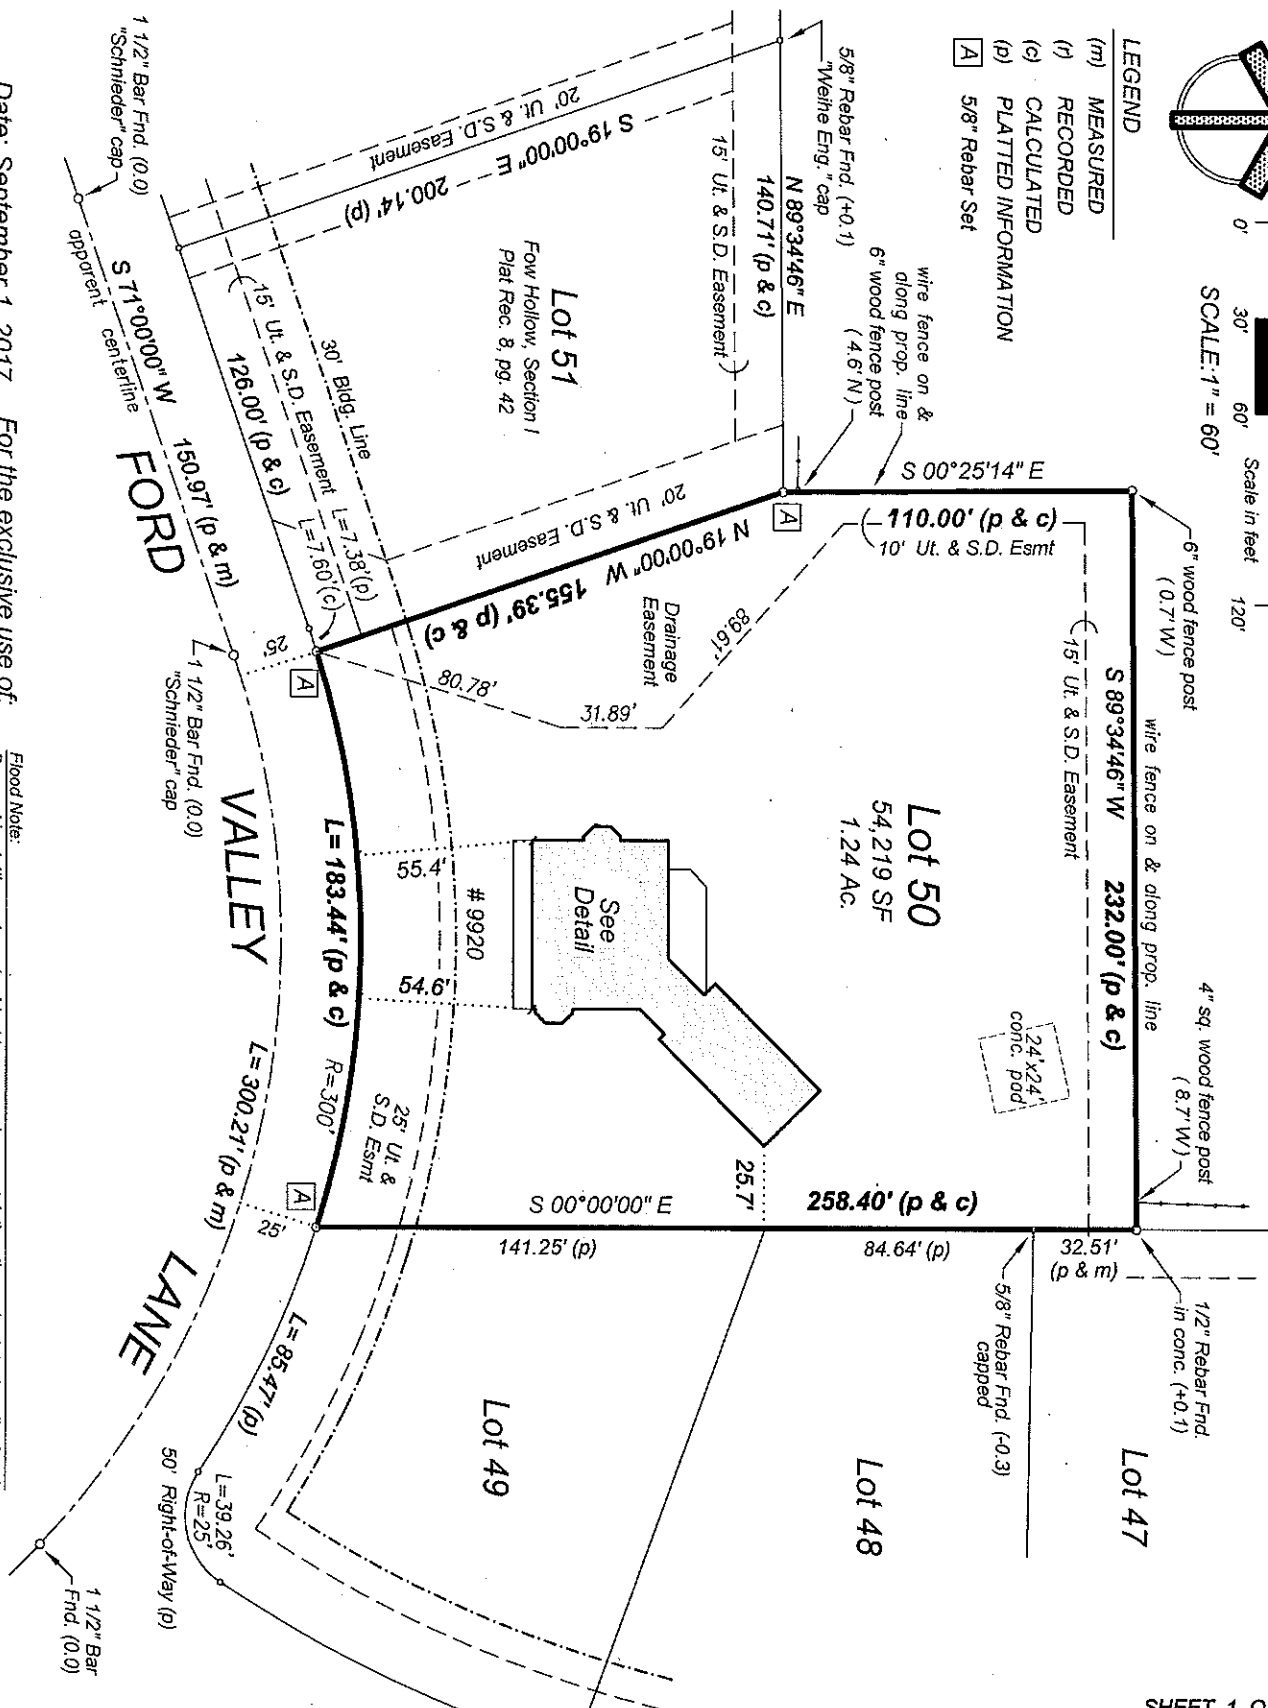 LEGEND
(m) MEASURED
(r) RECORDED
(c) CALCULATED
(p) PLATTED INFORMATION
A 5/8" Rebar Set
0' 30' 60' Scale in feet 120'
SCALE:1" = 60'
5/8" Rebar Fnd. (+0.1)
"Weihe Eng." cap
N 89°34'46" E
140.71' (p & c)
15' Ut. & S.D. Easement
wire fence on &
along prop. line
6" wood fence post
( 4.6' N )
S 00°25'14" E
110.00' (p & c)
10' Ut. & S.D. Esmt
6" wood fence post
( 0.7' W )
wire fence on & along prop. line
S 89°34'46" W 232.00' (p & c)
15' Ut. & S.D. Easement
4" sq. wood fence post
( 8.7' W )
1/2" Rebar Fnd.
in conc. (+0.1)
Lot 47
5/8" Rebar Fnd. (-0.3)
capped
Lot 48
Lot 49
32.51'
(p & m)
84.64' (p)
141.25' (p)
258.40' (p & c)
S 00°00'00" E
25.7'
24'x24'
conc. pad
Lot 50
54,219 SF
1.24 Ac.
See
Detail
# 9920
55.4'
54.6'
Drainage
Easement
89.61'
31.89'
80.78'
A
N 19°00'00" W 155.39' (p & c)
20' Ut. & S.D. Easement
Lot 51
Fow Hollow, Section I
Plat Rec. 8, pg. 42
S 19°00'00" E 200.14' (p)
20' Ut. & S.D. Easement
30' Bldg. Line
15' Ut. & S.D. Easement L=7.38'(p)
126.00' (p & c) L=7.60'(c)
1 1/2" Bar Fnd. (0.0)
"Schnieder" cap
S 71°00'00" W 150.97' (p & m)
apparent centerline
25'
A
1 1/2" Bar Fnd. (0.0)
"Schnieder" cap
L= 183.44' (p & c) R=300'
25' Ut. &
S.D. Esmt
A
25'
L= 300.21' (p & m)
FORD VALLEY LANE
L= 85.47' (p)
L=39.26'
R=25'
50' Right-of-Way (p)
1 1/2" Bar
Fnd. (0.0)
SHEET 1
Date: September 1, 2017 For the exclusive use of:
Flood Note: